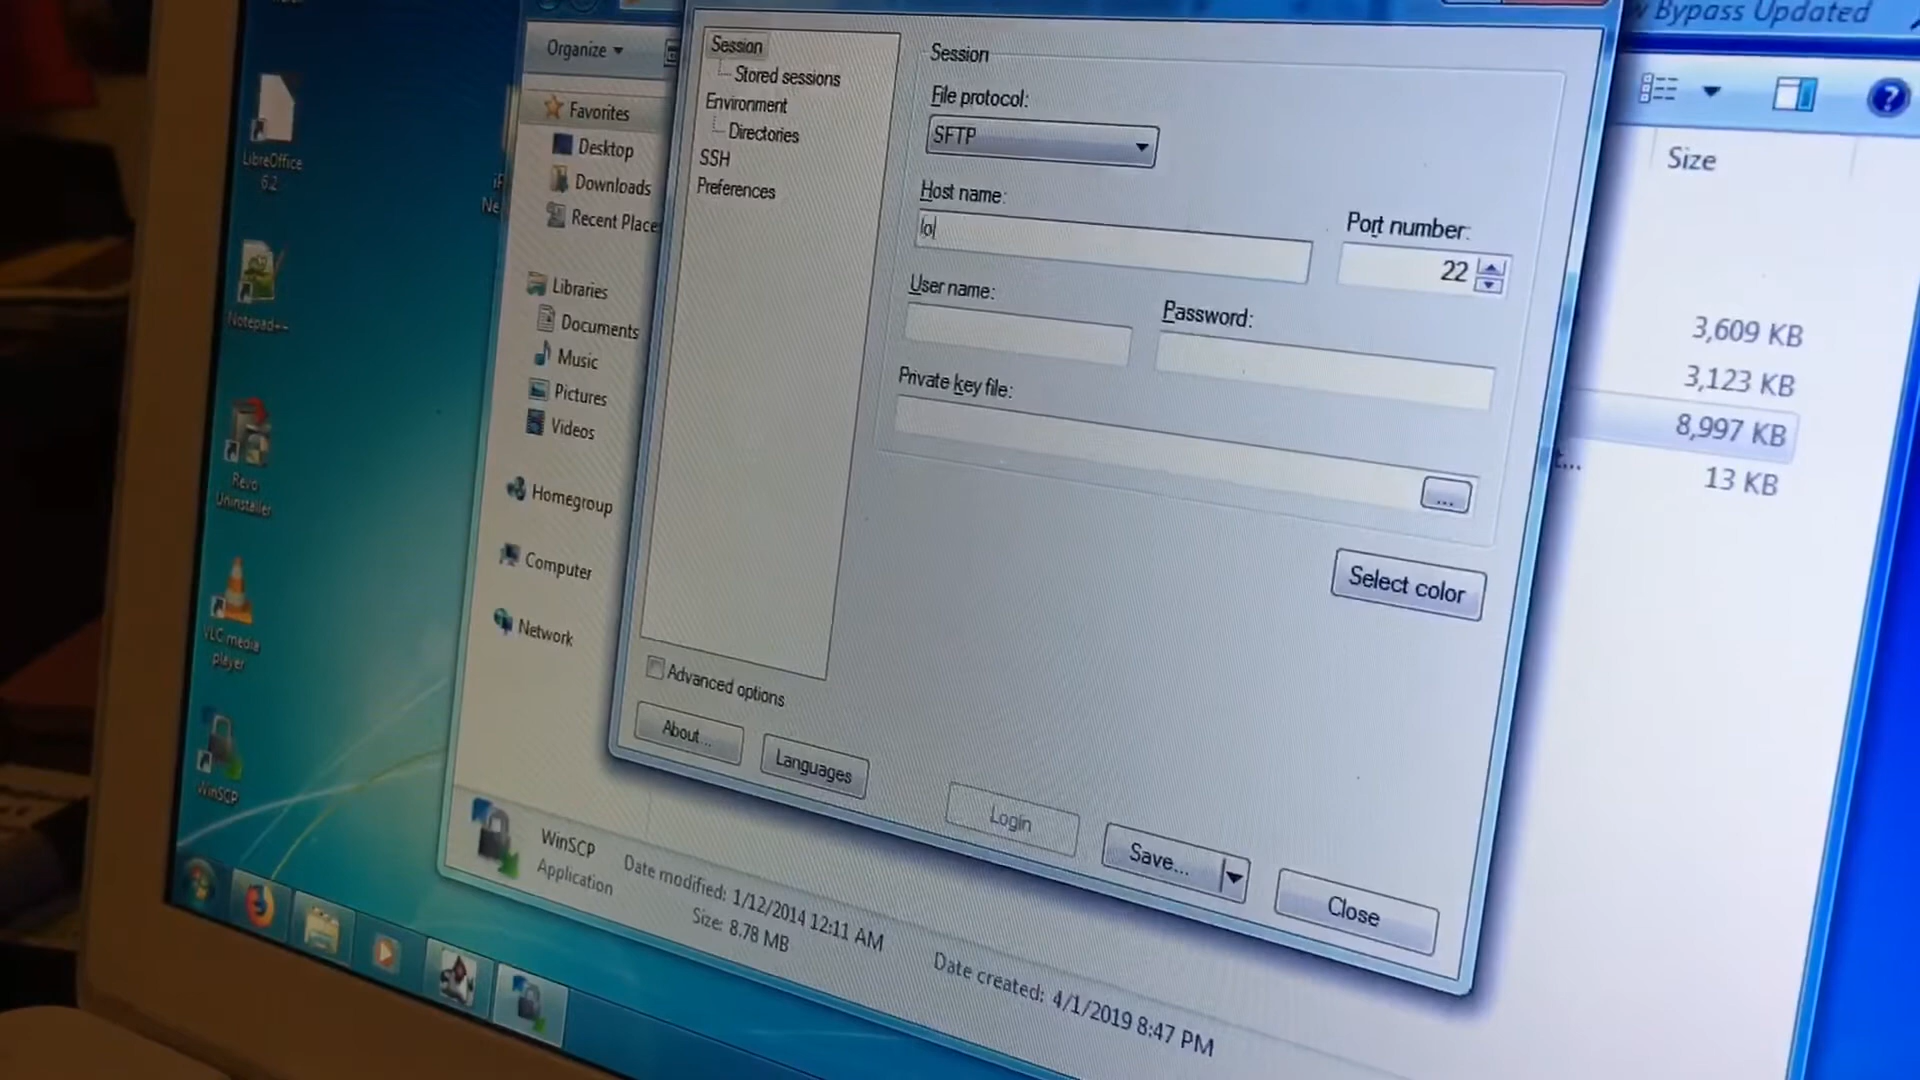 w Bypass Updated
LibreOffice
6.2
Notepad++
Revo
Uninstaller
VLC media
player
WinSCP
Organize
Favorites
Desktop
Downloads
Recent Place
Libraries
Documents
Music
Pictures
Videos
Homegroup
Computer
Network
Session
Stored sessions
Environment
Directories
SSH
Preferences
Advanced options
About...
Languages
Session
File protocol:
SFTP
Host name:
lol
Port number:
22
User name:
Password:
Private key file:
...
Select color
Login
Save...
Close
Size
3,609 KB
3,123 KB
8,997 KB
13 KB
WinSCP
Application
Date modified: 1/12/2014 12:11 AM
Size: 8.78 MB
Date created: 4/1/2019 8:47 PM